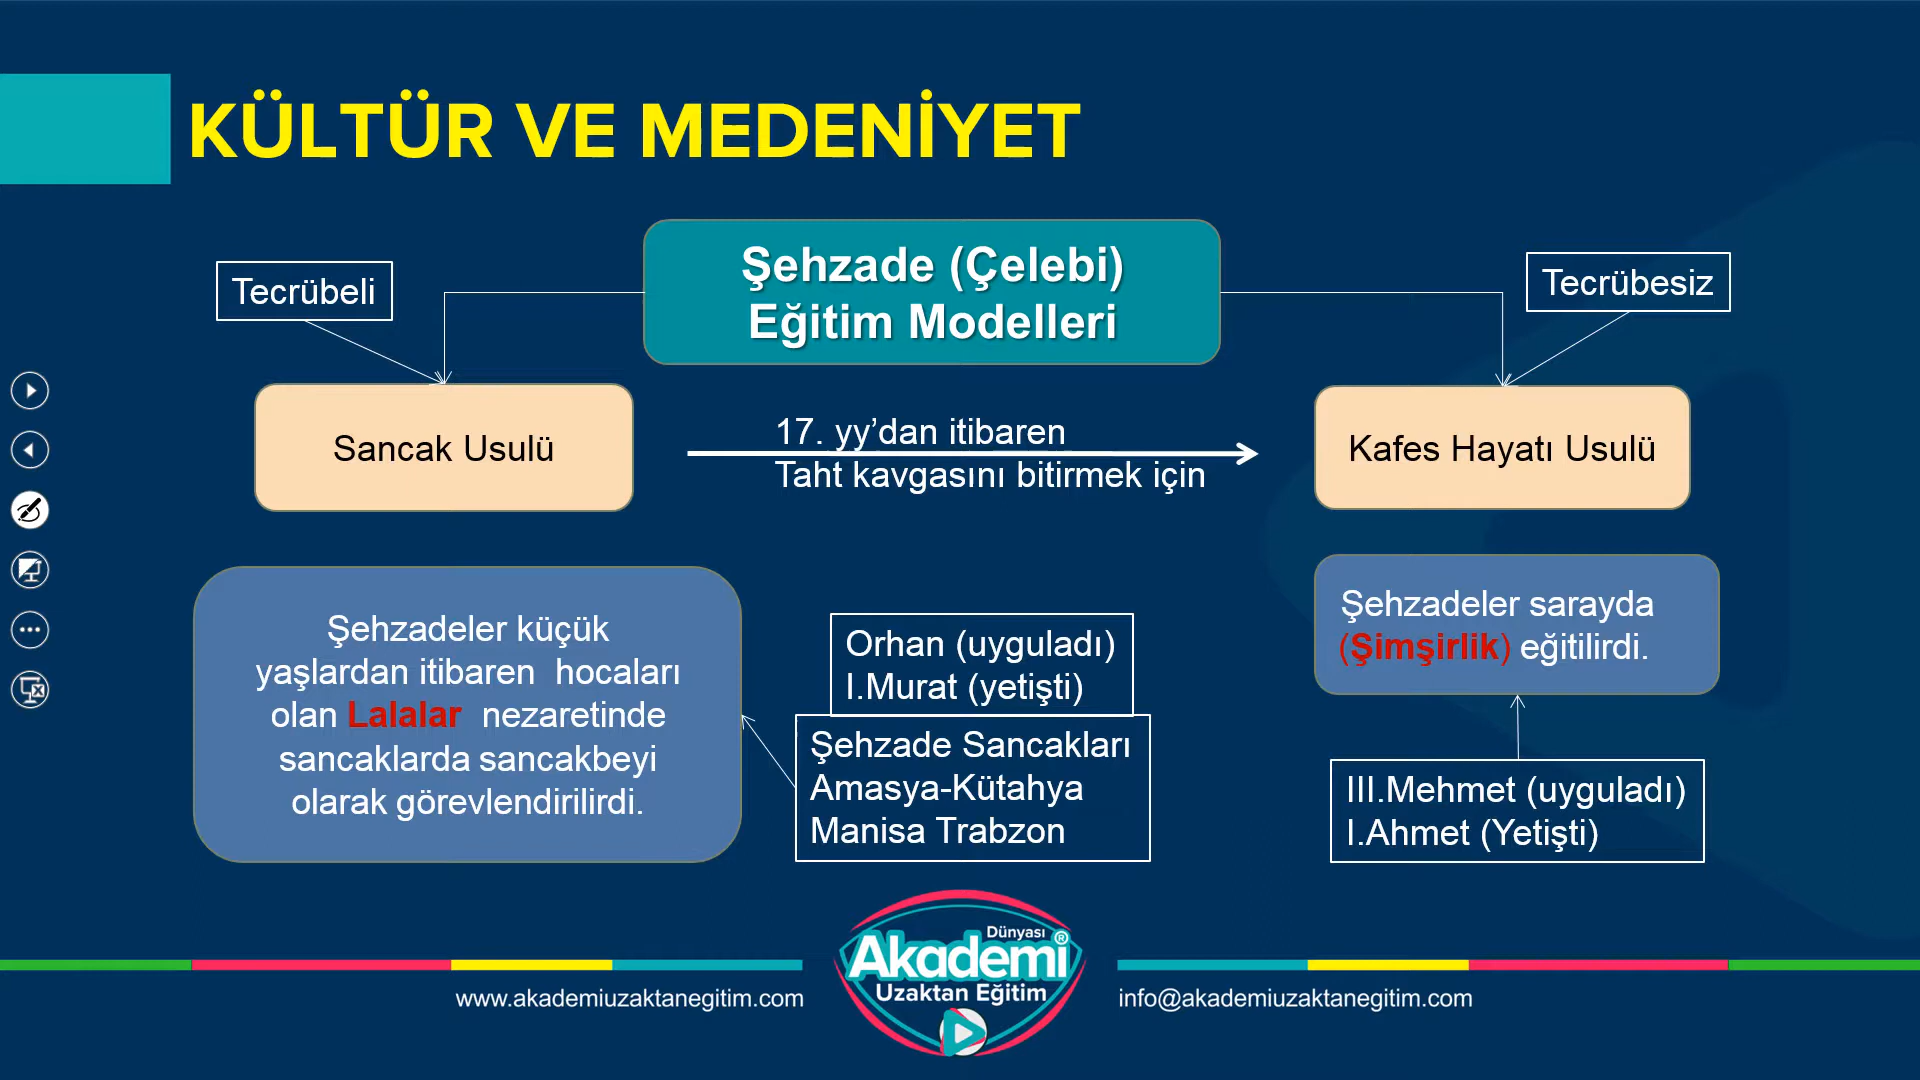 KÜLTÜR VE MEDENİYET
Şehzade (Çelebi)
Eğitim Modelleri
Tecrübeli
Tecrübesiz
Sancak Usulü
17. yy’dan itibaren
Taht kavgasını bitirmek için
Kafes Hayatı Usulü
Şehzadeler küçük
yaşlardan itibaren hocaları
olan Lalalar nezaretinde
sancaklarda sancakbeyi
olarak görevlendirilirdi.
Orhan (uyguladı)
I.Murat (yetişti)
Şehzade Sancakları
Amasya-Kütahya
Manisa Trabzon
Şehzadeler sarayda
(Şimşirlik) eğitilirdi.
III.Mehmet (uyguladı)
I.Ahmet (Yetişti)
Dünyası
Akademi®
Uzaktan Eğitim
www.akademiuzaktanegitim.com
info@akademiuzaktanegitim.com